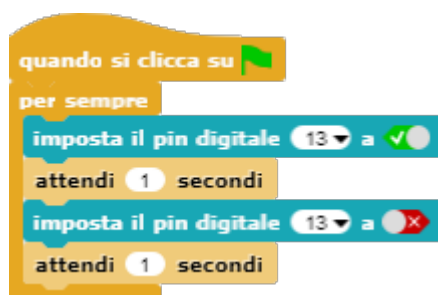 quando si clicca su
per sempre
imposta il pin digitale 13 a
attendi 1 secondi
imposta il pin digitale 13 a
attendi 1 secondi